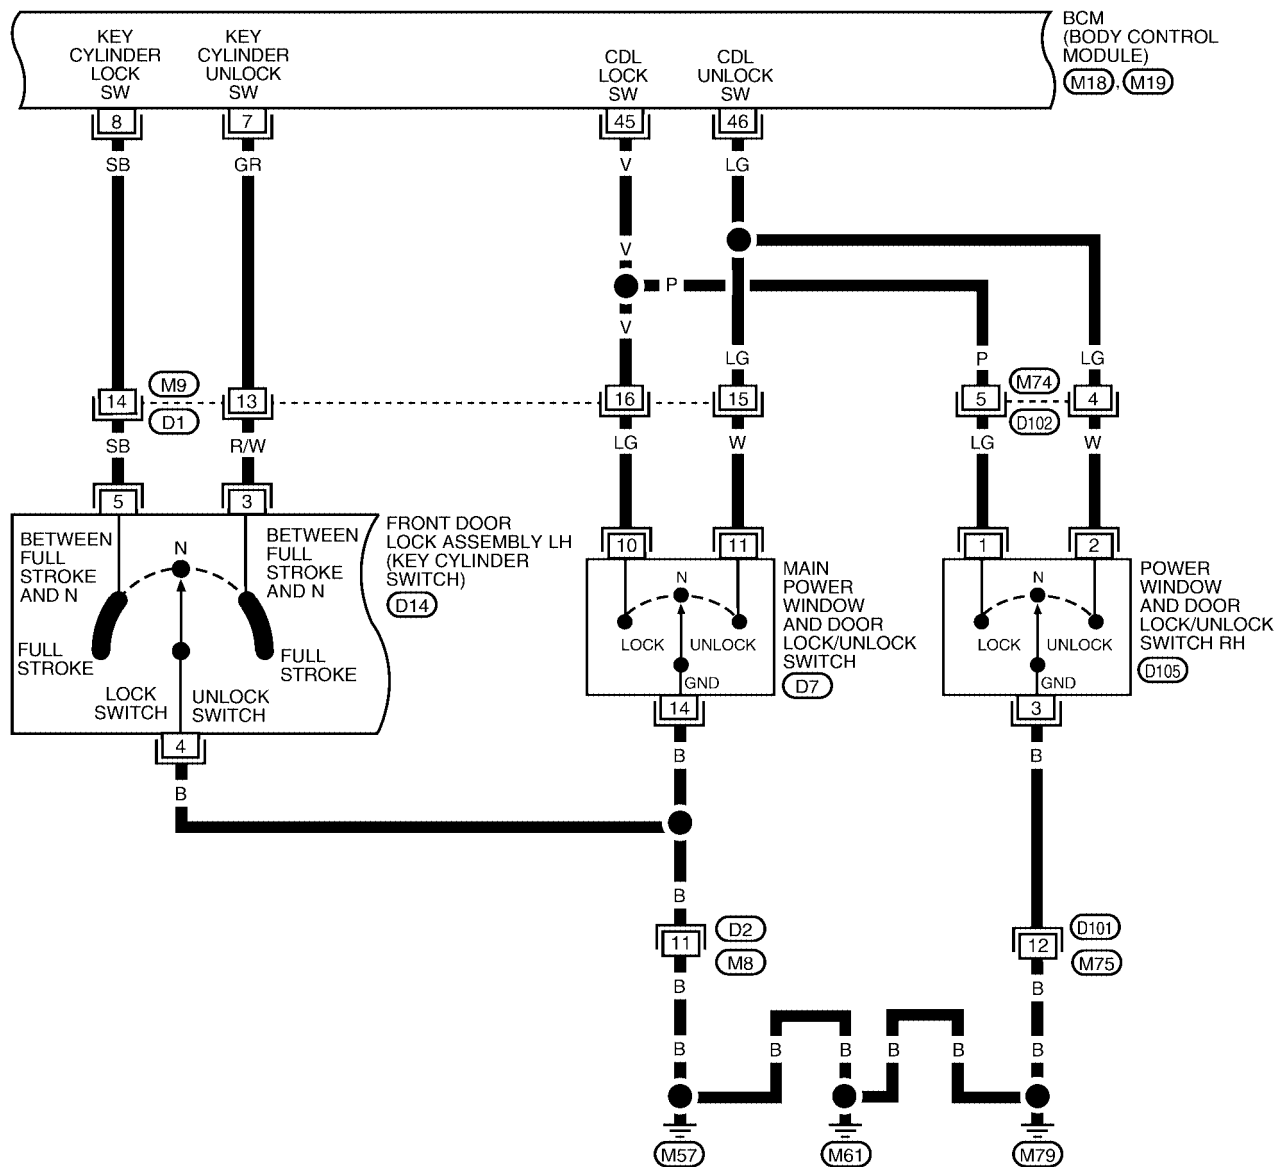 BCM
(BODY CONTROL
MODULE)
M18 , M19
KEY
CYLINDER
LOCK
SW
KEY
CYLINDER
UNLOCK
SW
CDL
LOCK
SW
CDL
UNLOCK
SW
8
7
45
46
SB
GR
V
LG
V
P
V
LG
P
LG
14
M9
D1
13
16
15
5
M74
D102
4
SB
R/W
LG
W
LG
W
5
3
10
11
1
2
BETWEEN
FULL
STROKE
AND N
N
BETWEEN
FULL
STROKE
AND N
FULL
STROKE
FULL
STROKE
LOCK
SWITCH
UNLOCK
SWITCH
FRONT DOOR
LOCK ASSEMBLY LH
(KEY CYLINDER
SWITCH)
D14
N
LOCK
UNLOCK
GND
MAIN
POWER
WINDOW
AND DOOR
LOCK/UNLOCK
SWITCH
D7
N
LOCK
UNLOCK
GND
POWER
WINDOW
AND DOOR
LOCK/UNLOCK
SWITCH RH
D105
4
14
3
B
B
B
B
11
D2
M8
12
D101
M75
B
B
B
B
B
B
B
B
M57
M61
M79